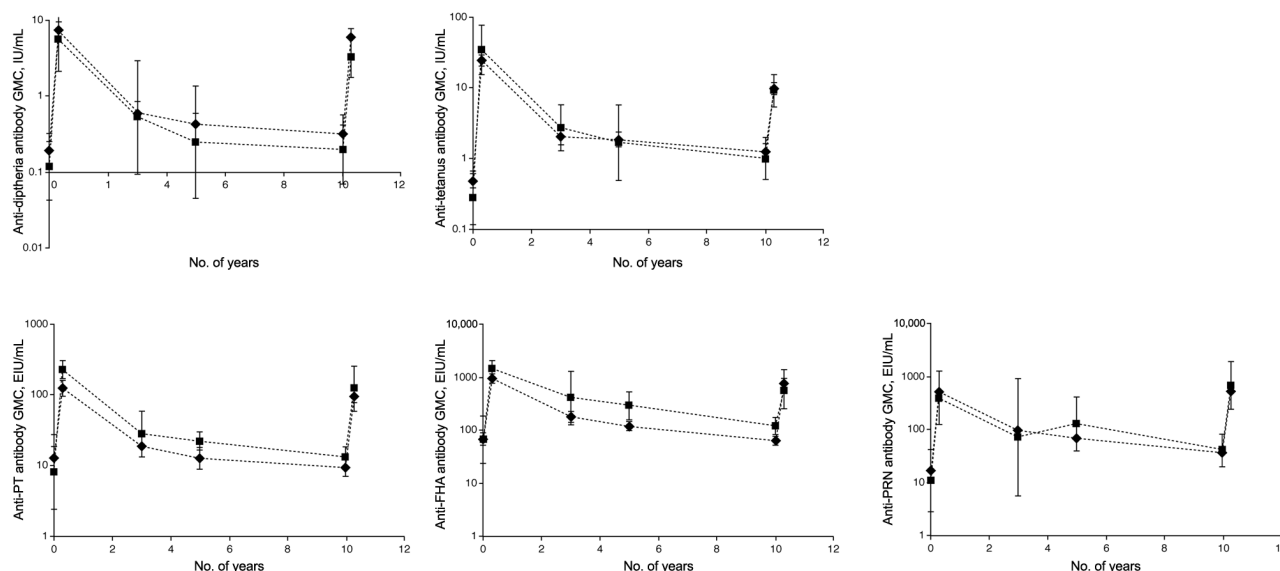 Anti-diptheria antibody GMC, IU/mL
10
1
0.1
0.01
0 1 4 6 8 10 12
No. of years
Anti-tetanus antibody GMC, IU/mL
100
10
1
0.1
0 2 4 6 8 10 12
No. of years
Anti-PT antibody GMC, EIU/mL
1000
100
10
1
0 2 4 6 8 10 12
No. of years
Anti-FHA antibody GMC, EIU/mL
10,000
1000
100
10
1
0 2 4 6 8 10 12
No. of years
Anti-PRN antibody GMC, EIU/mL
10,000
1000
100
10
1
0 2 4 6 8 10
No. of years